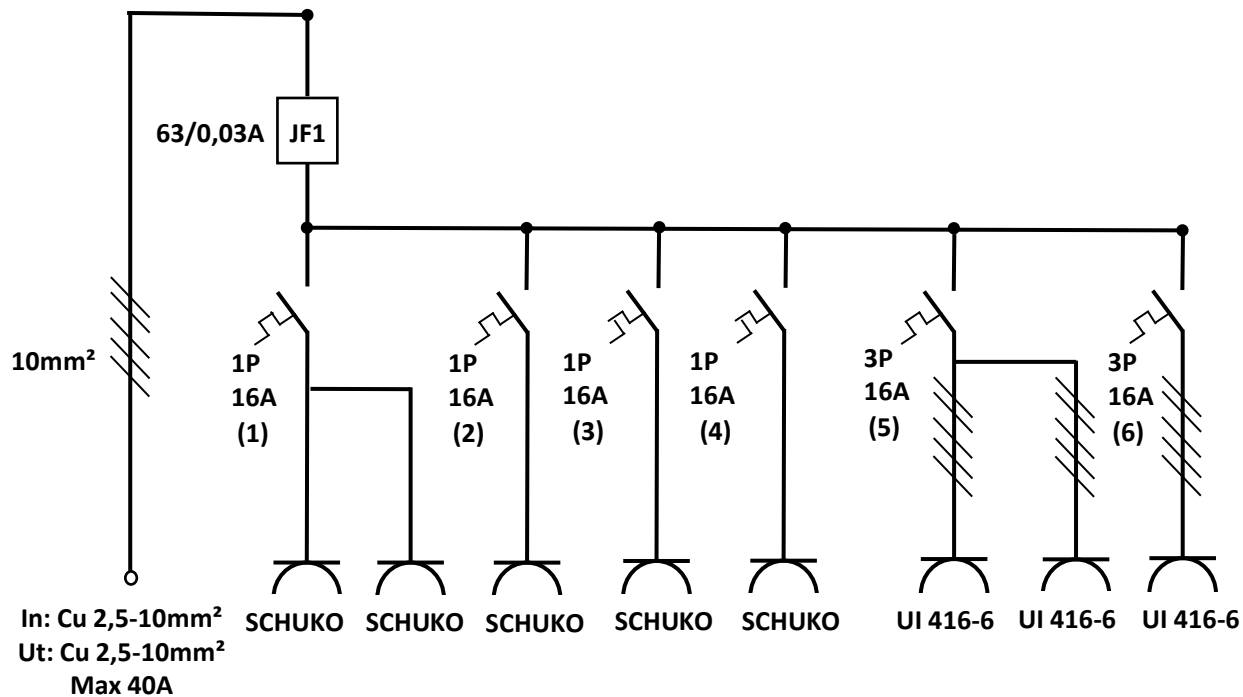 63/0,03A
JF1
10mm²
1P
16A
(1)
1P
16A
(2)
1P
16A
(3)
1P
16A
(4)
3P
16A
(5)
3P
16A
(6)
In: Cu 2,5-10mm²
Ut: Cu 2,5-10mm²
Max 40A
SCHUKO
SCHUKO
SCHUKO
SCHUKO
SCHUKO
UI 416-6
UI 416-6
UI 416-6